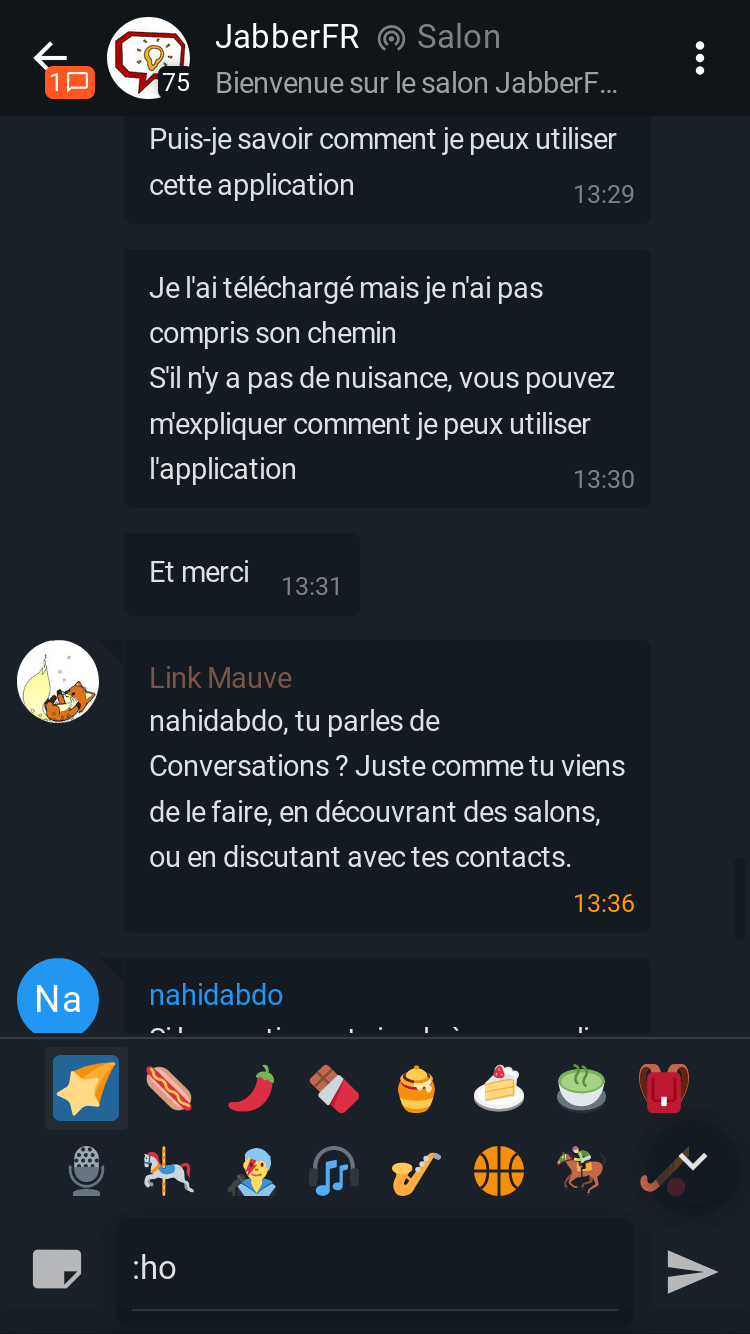 JabberFR Salon
1
75
Bienvenue sur le salon JabberF...
Puis-je savoir comment je peux utiliser
cette application
13:29
Je l'ai téléchargé mais je n'ai pas
compris son chemin
S'il n'y a pas de nuisance, vous pouvez
m'expliquer comment je peux utiliser
l'application
13:30
Et merci 13:31
Link Mauve
nahidabdo, tu parles de
Conversations ? Juste comme tu viens
de le faire, en découvrant des salons,
ou en discutant avec tes contacts.
13:36
Na
nahidabdo
:ho